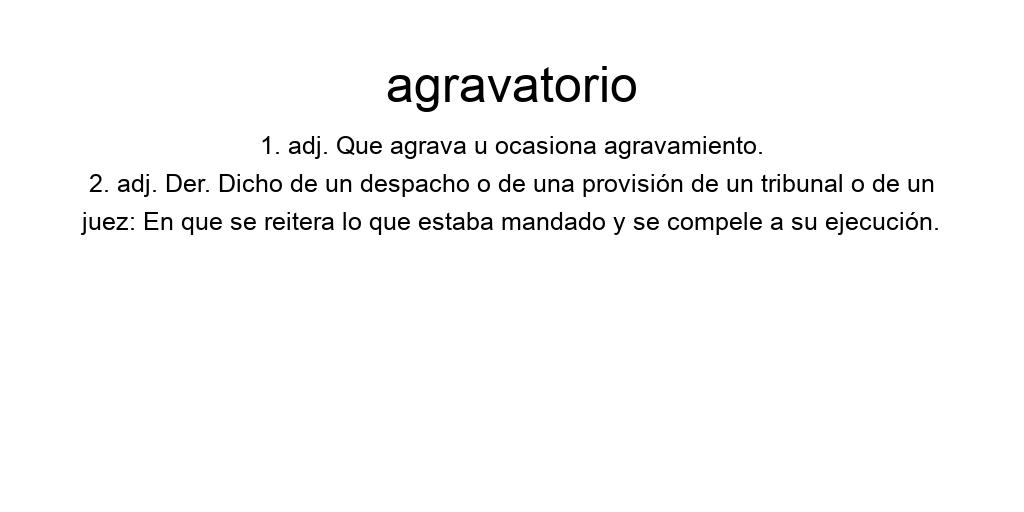 agravatorio
1. adj. Que agrava u ocasiona agravamiento.
2. adj. Der. Dicho de un despacho o de una provisión de un tribunal o de un
juez: En que se reitera lo que estaba mandado y se compele a su ejecución.